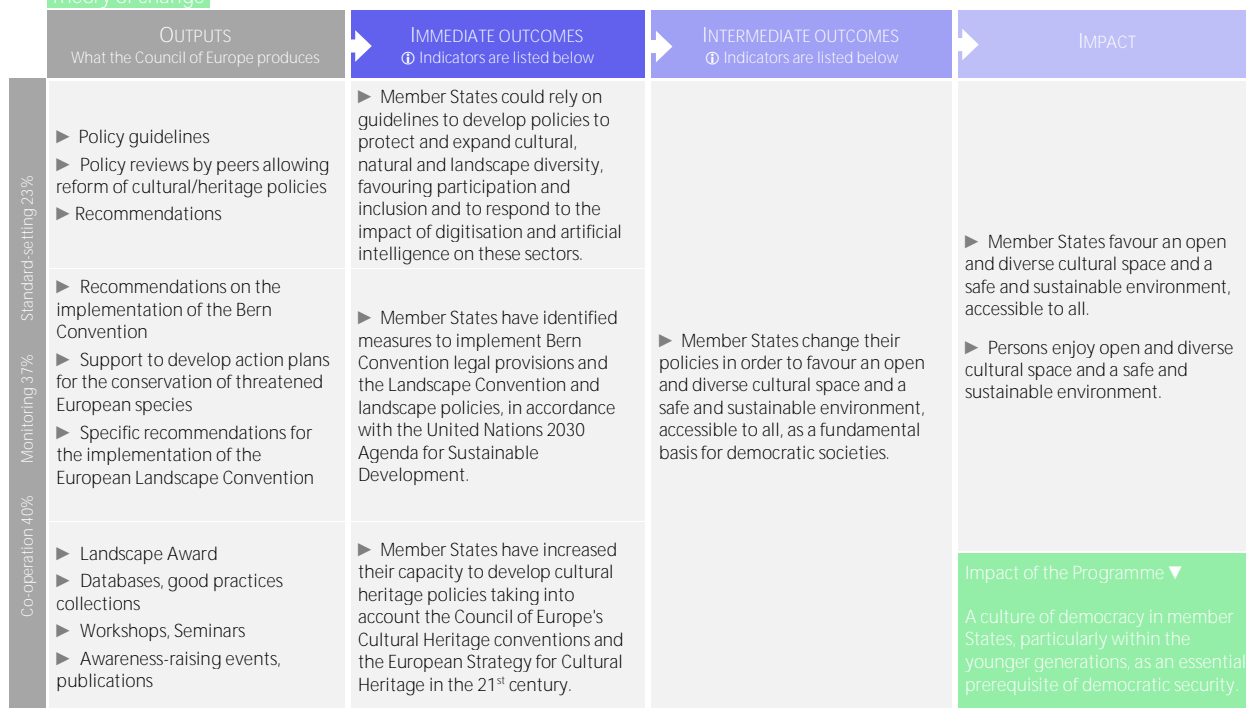 Theory of change
OUTPUTS
What the Council of Europe produces
IMMEDIATE OUTCOMES
ⓘ Indicators are listed below
INTERMEDIATE OUTCOMES
ⓘ Indicators are listed below
IMPACT
Standard-setting 23%
Monitoring 37%
Co-operation 40%
► Policy guidelines
► Policy reviews by peers allowing
reform of cultural/heritage policies
► Recommendations
► Recommendations on the
implementation of the Bern
Convention
► Support to develop action plans
for the conservation of threatened
European species
► Specific recommendations for
the implementation of the
European Landscape Convention
► Landscape Award
► Databases, good practices
collections
► Workshops, Seminars
► Awareness-raising events,
publications
► Member States could rely on
guidelines to develop policies to
protect and expand cultural,
natural and landscape diversity,
favouring participation and
inclusion and to respond to the
impact of digitisation and artificial
intelligence on these sectors.
► Member States have identified
measures to implement Bern
Convention legal provisions and
the Landscape Convention and
landscape policies, in accordance
with the United Nations 2030
Agenda for Sustainable
Development.
► Member States have increased
their capacity to develop cultural
heritage policies taking into
account the Council of Europe's
Cultural Heritage conventions and
the European Strategy for Cultural
Heritage in the 21st century.
► Member States change their
policies in order to favour an open
and diverse cultural space and a
safe and sustainable environment,
accessible to all, as a fundamental
basis for democratic societies.
► Member States favour an open
and diverse cultural space and a
safe and sustainable environment,
accessible to all.
► Persons enjoy open and diverse
cultural space and a safe and
sustainable environment.
Impact of the Programme ▼
A culture of democracy in member
States, particularly within the
younger generations, as an essential
prerequisite of democratic security.